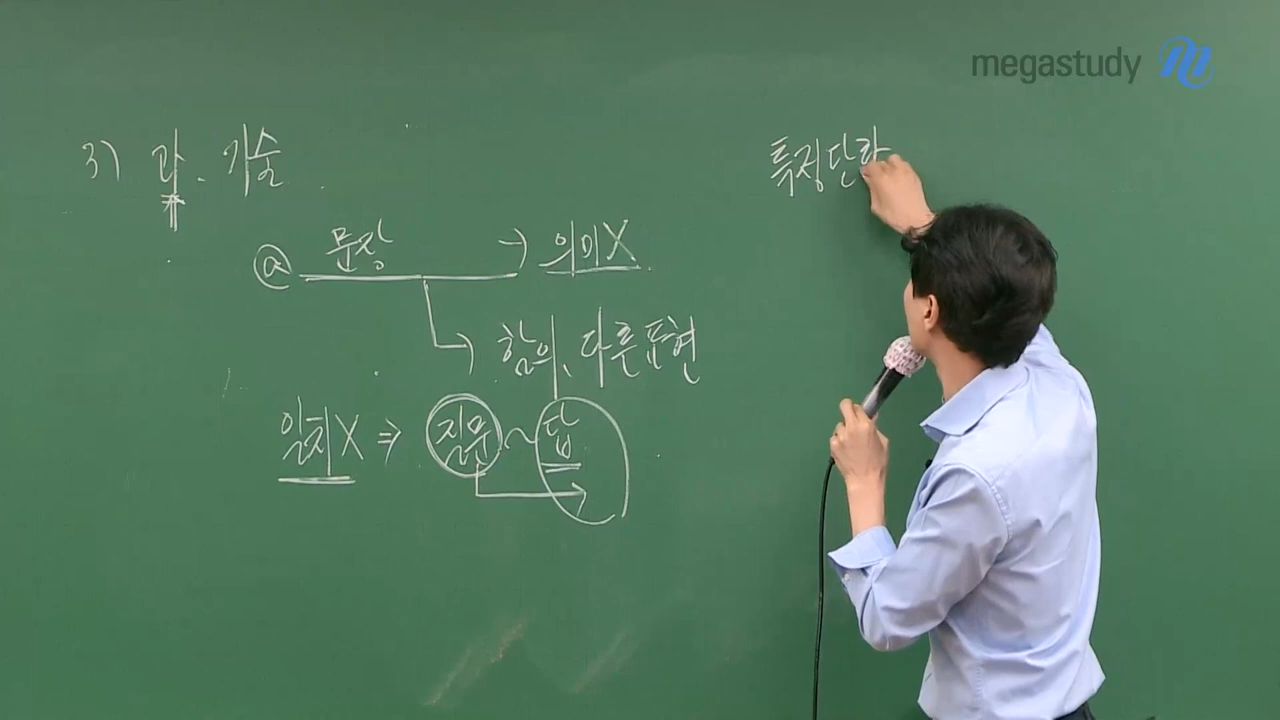 megastudy
3) 과. 기술.
ⓐ 문장 → 의미X.
→ 함의, 다른 표현
일치X ⇒ 질문~답
특정단락